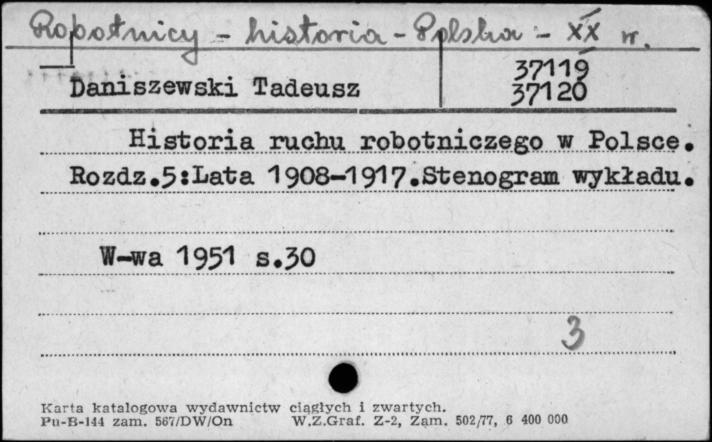 Robotnicy - historia - Polska - XX w.
37119
Daniszewski Tadeusz
37120
Historia ruchu robotniczego w Polsce.
Rozdz.5:Lata 1908-1917.Stenogram wykładu.
W-wa 1951 s.30
3
Karta katalogowa wydawnictw ciągłych i zwartych.
Pu-B-144 zam. 567/DW/On W.Z.Graf. Z-2, Zam. 502/77, 6 400 000